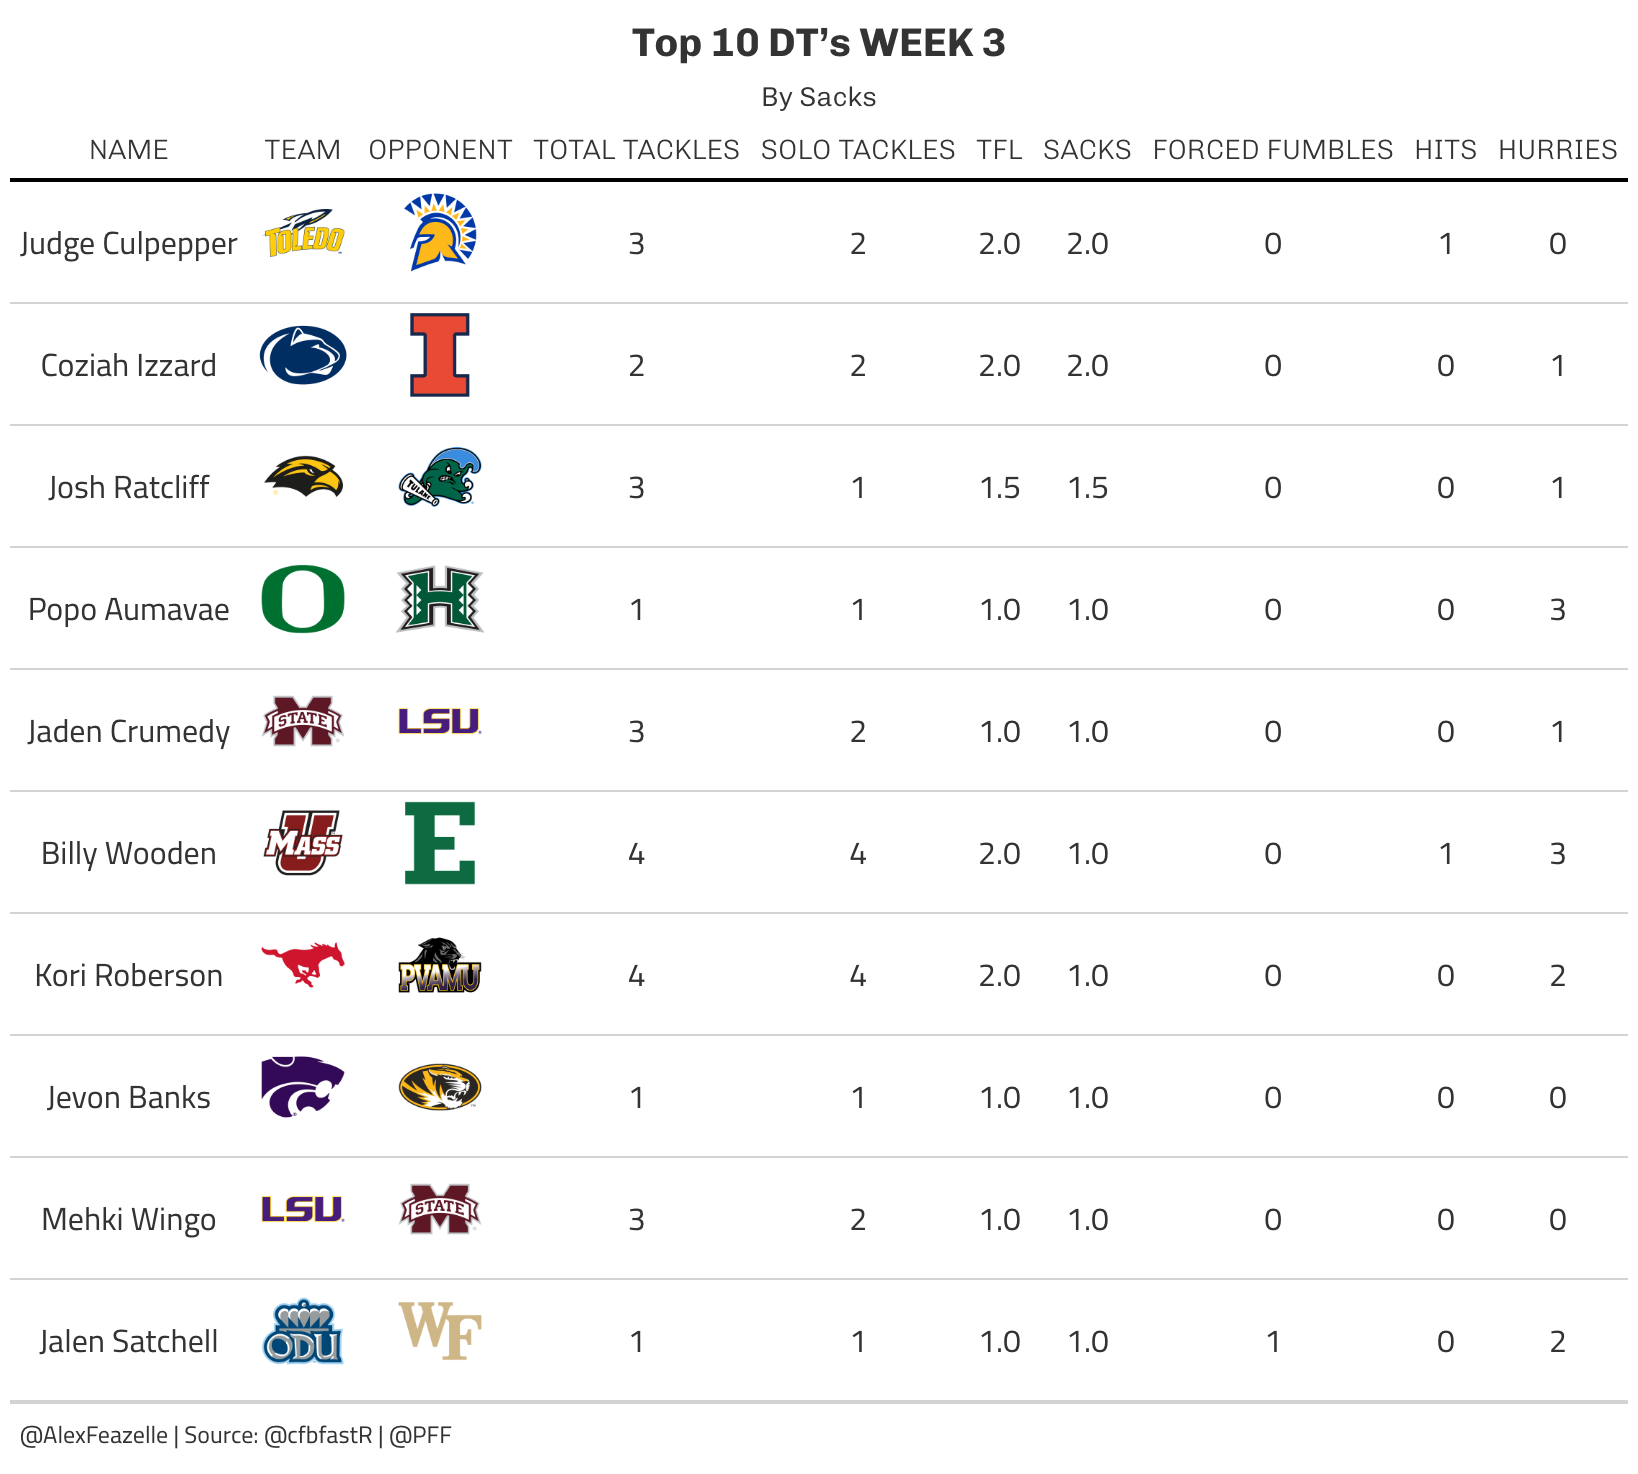 Top 10 DT’s WEEK 3
By Sacks
NAME TEAM OPPONENT TOTAL TACKLES SOLO TACKLES TFL SACKS FORCED FUMBLES HITS HURRIES
Judge Culpepper TOLEDO 3 2 2.0 2.0 0 1 0
Coziah Izzard I 2 2 2.0 2.0 0 0 1
Josh Ratcliff TULANE 3 1 1.5 1.5 0 0 1
Popo Aumavae O H 1 1 1.0 1.0 0 0 3
Jaden Crumedy M STATE LSU 3 2 1.0 1.0 0 0 1
Billy Wooden U MASS E 4 4 2.0 1.0 0 1 3
Kori Roberson PVAMU 4 4 2.0 1.0 0 0 2
Jevon Banks 1 1 1.0 1.0 0 0 0
Mehki Wingo LSU M STATE 3 2 1.0 1.0 0 0 0
Jalen Satchell ODU WF 1 1 1.0 1.0 1 0 2
@AlexFeazelle | Source: @cfbfastR | @PFF